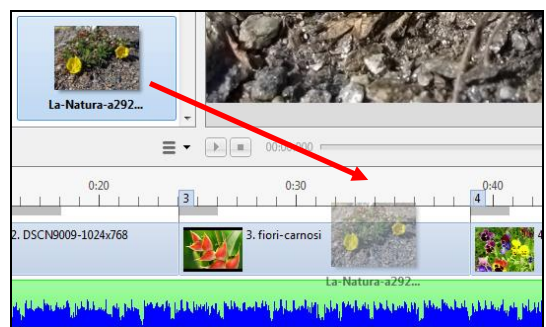 La-Natura-a292...
00:00.000
0:20
0:30
0:40
3
4
2. DSCN9009-1024x768
3. fiori-carnosi
4
La-Natura-a292...